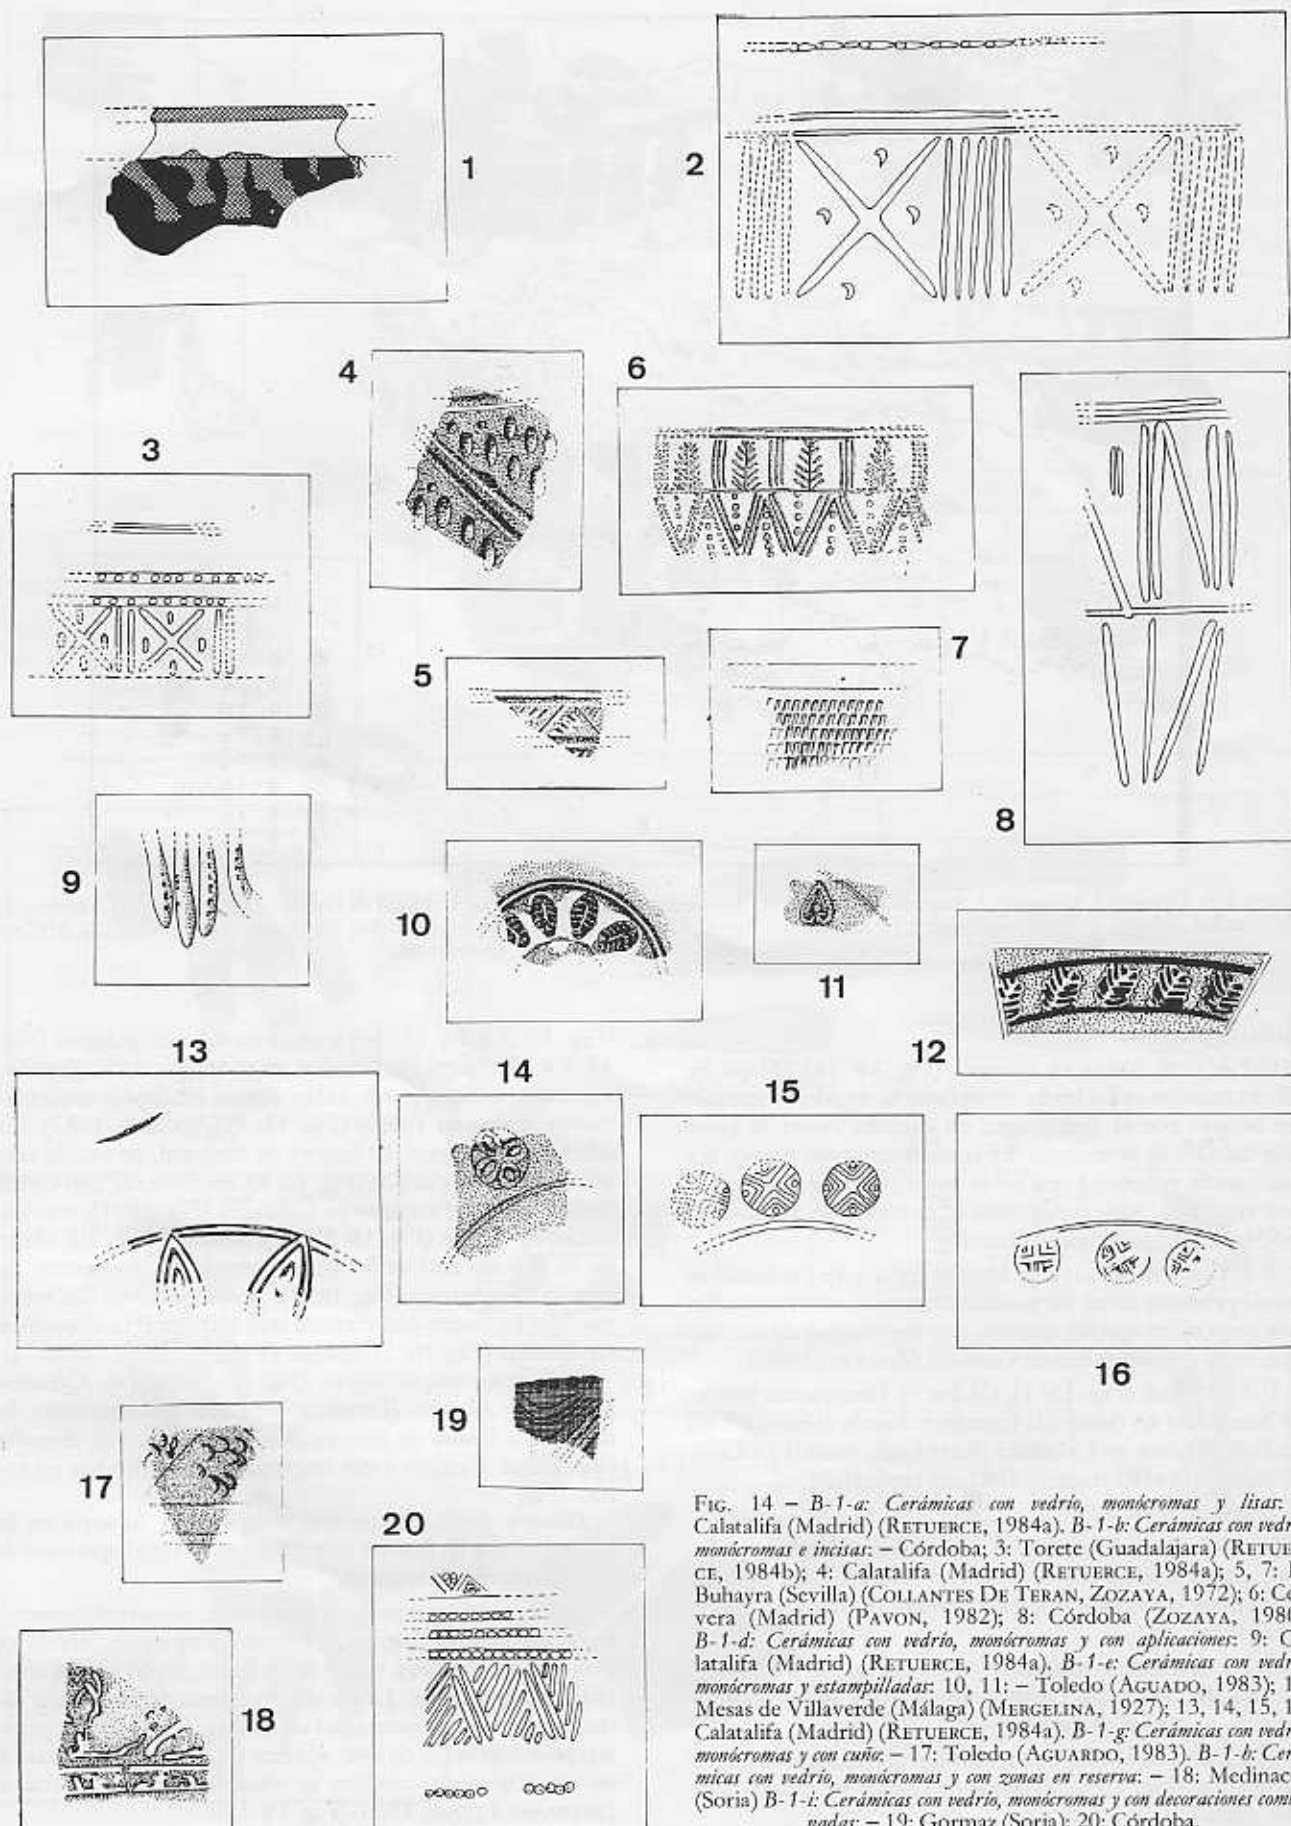 1
2
4
6
3
5
7
8
9
10
11
12
13
14
15
16
19
17
20
18
FIG. 14 — B-1-a: Cerámicas con vedrío, monócromas y lisas:
Calatalifa (Madrid) (RETUERCE, 1984a). B-1-b: Cerámicas con vedr
monócromas e incisas: — Córdoba; 3: Torete (Guadalajara) (RETUE
CE, 1984b); 4: Calatalifa (Madrid) (RETUERCE, 1984a); 5, 7:
Buhayra (Sevilla) (COLLANTES DE TERAN, ZOZAYA, 1972); 6: Ce
vera (Madrid) (PAVON, 1982); 8: Córdoba (ZOZAYA, 1980
B-1-d: Cerámicas con vedrío, monócromas y con aplicaciones: 9: C
latalifa (Madrid) (RETUERCE, 1984a). B-1-e: Cerámicas con vedr
monócromas y estampilladas: 10, 11: — Toledo (AGUADO, 1983); 1
Mesas de Villaverde (Málaga) (MERGELINA, 1927); 13, 14, 15, 1
Calatalifa (Madrid) (RETUERCE, 1984a). B-1-g: Cerámicas con vedr
monócromas y con cuño: — 17: Toledo (AGUARDO, 1983). B-1-h: Cer
micas con vedrío, monócromas y con zonas en reserva: — 18: Medinac
(Soria) B-1-i: Cerámicas con vedrío, monócromas y con decoraciones com
nadas: — 19: Gormaz (Soria); 20: Córdoba.